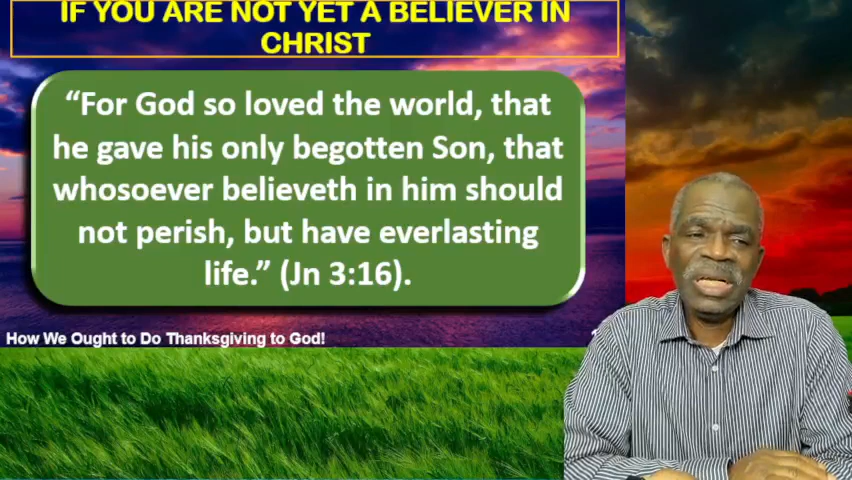 IF YOU ARE NOT YET A BELIEVER IN
CHRIST
“For God so loved the world, that
he gave his only begotten Son, that
whosoever believeth in him should
not perish, but have everlasting
life.” (Jn 3:16).
How We Ought to Do Thanksgiving to God!